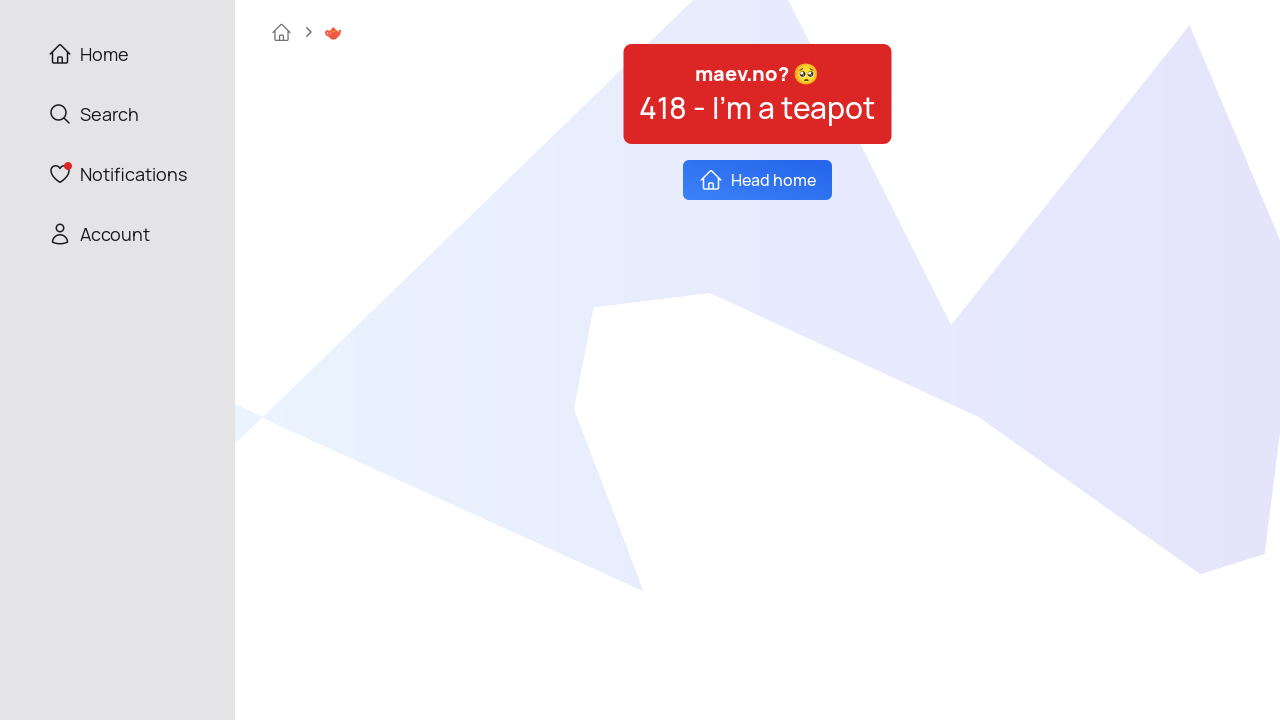 Home
Search
Notifications
Account
maev.no? 🥺
418 - I'm a teapot
Head home